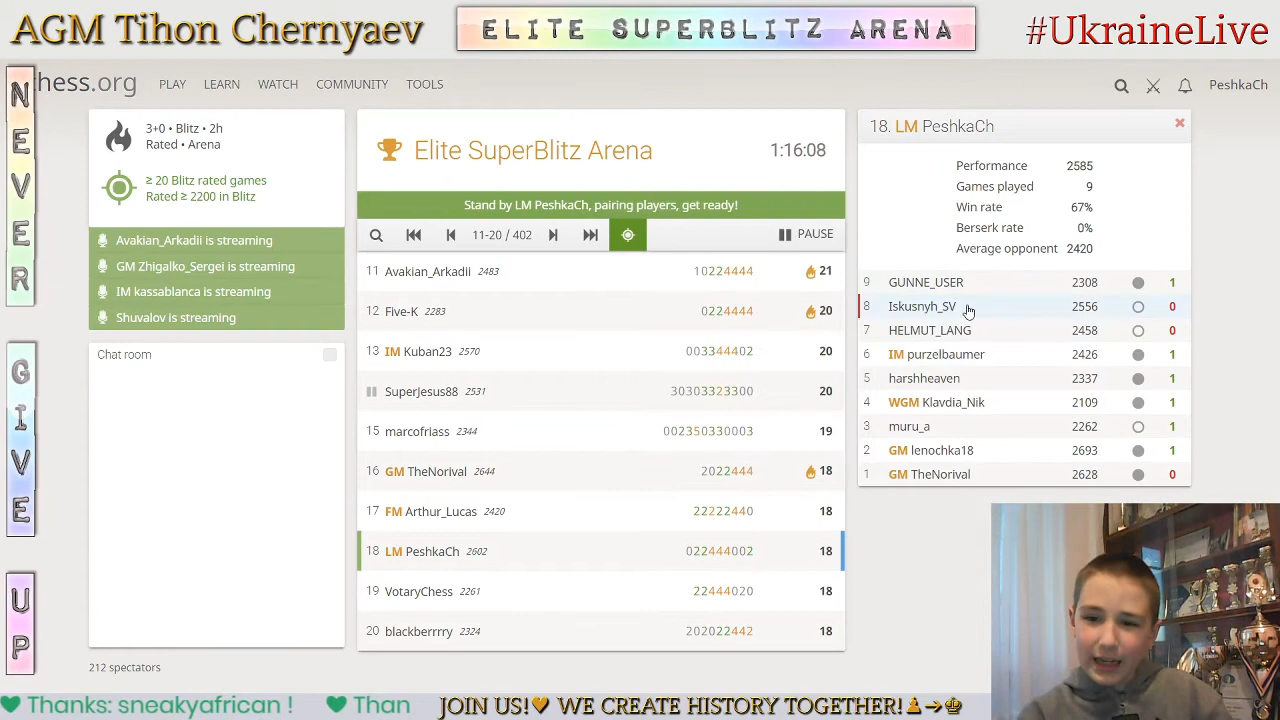 AGM Tihon Chernyaev
ELITE SUPERBLITZ ARENA
#UkraineLive
NEVER
GIVE
UP
hess.org
PLAY LEARN WATCH COMMUNITY TOOLS
PeshkaCh
3+0 • Blitz • 2h
Rated • Arena
≥ 20 Blitz rated games
Rated ≥ 2200 in Blitz
Avakian_Arkadii is streaming
GM Zhigalko_Sergei is streaming
IM kassablanca is streaming
Shuvalov is streaming
Chat room
212 spectators
Elite SuperBlitz Arena 1:16:08
Stand by LM PeshkaCh, pairing players, get ready!
11-20 / 402 PAUSE
11 Avakian_Arkadii 2483 10224444 21
12 Five-K 2283 0224444 20
13 IM Kuban23 2570 003344402 20
SuperJesus88 2531 30303323300 20
15 marcofriass 2344 002350330003 19
16 GM TheNorival 2644 2022444 18
17 FM Arthur_Lucas 2420 22222440 18
18 LM PeshkaCh 2602 022444002 18
19 VotaryChess 2261 22444020 18
20 blackberrrry 2324 202022442 18
18. LM PeshkaCh
Performance 2585
Games played 9
Win rate 67%
Berserk rate 0%
Average opponent 2420
9 GUNNE_USER 2308 1
8 Iskusnyh_SV 2556 0
7 HELMUT_LANG 2458 0
6 IM purzelbaumer 2426 1
5 harshheaven 2337 1
4 WGM Klavdia_Nik 2109 1
3 muru_a 2262 1
2 GM lenochka18 2693 1
1 GM TheNorival 2628 0
Thanks: sneakyafrican ! Than
JOIN US! WE CREATE HISTORY TOGETHER!